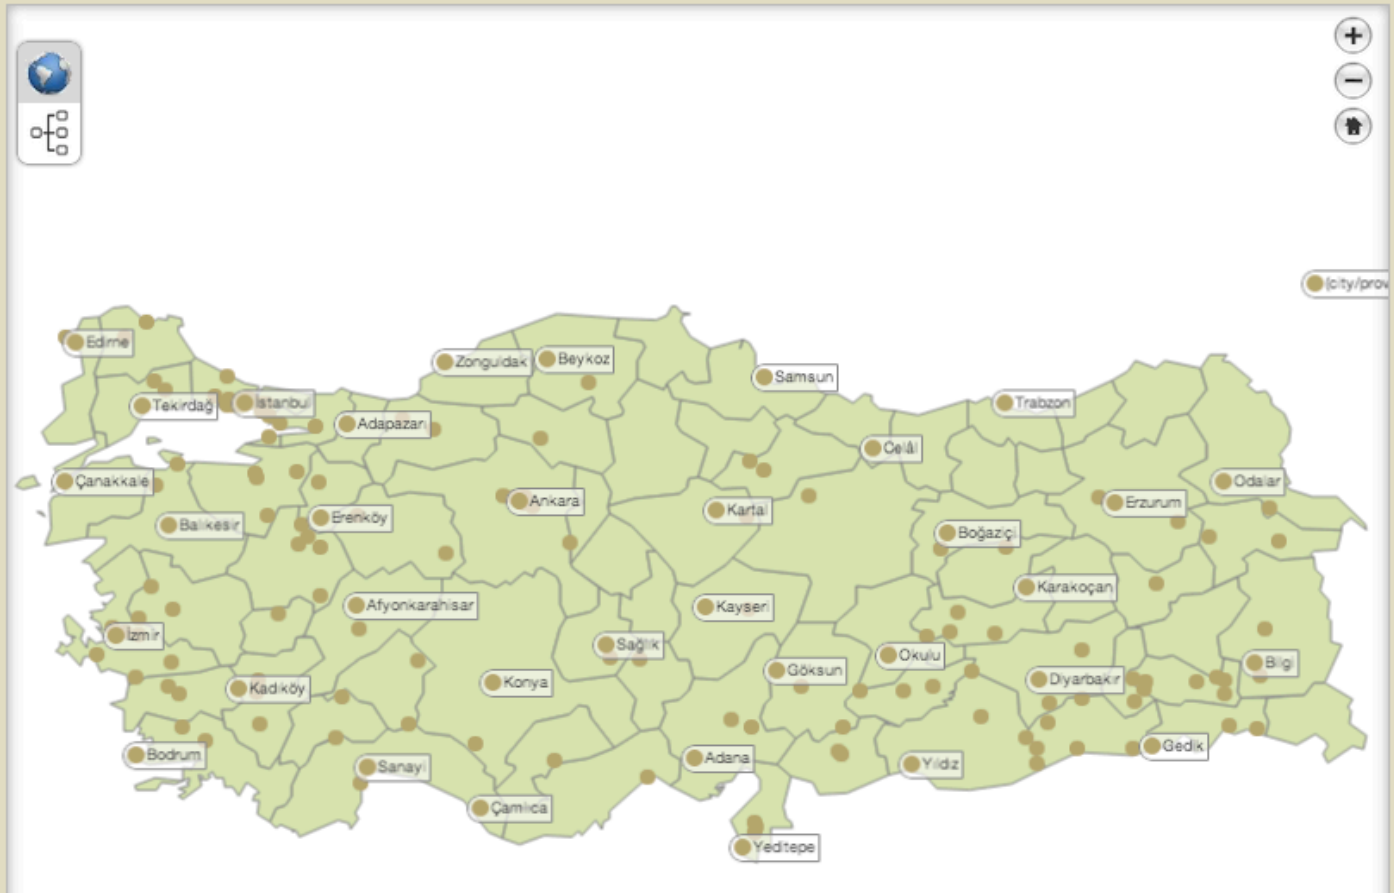 (city/prov
Edirne
Zonguldak
Beykoz
Samsun
Tekirdağ
İstanbul
Trabzon
Adapazarı
Celâl
Çanakkale
Odalar
Ankara
Erzurum
Kartal
Balıkesir
Erenköy
Boğaziçi
Karakoçan
Afyonkarahisar
Kayseri
İzmir
Sağlık
Okulu
Bilgi
Göksun
Diyarbakır
Konya
Kadıköy
Gedik
Bodrum
Adana
Yıldız
Sanayi
Çamlıca
Yeditepe